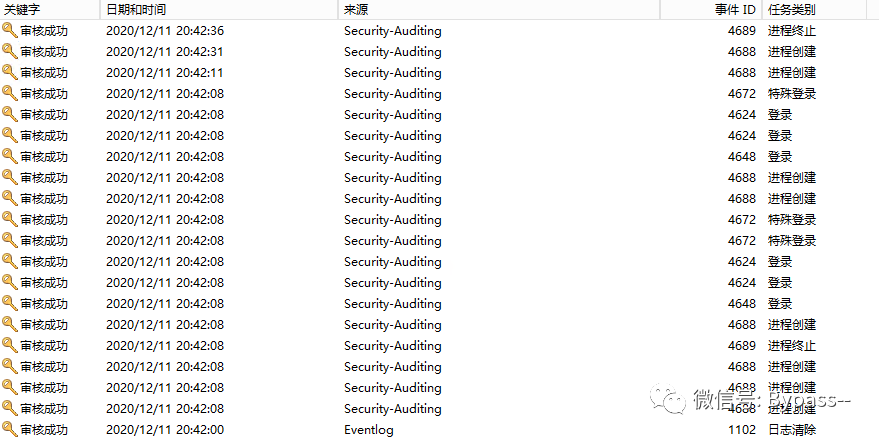 关键字 日期和时间 来源 事件 ID 任务类别
审核成功 2020/12/11 20:42:36 Security-Auditing 4689 进程终止
审核成功 2020/12/11 20:42:31 Security-Auditing 4688 进程创建
审核成功 2020/12/11 20:42:11 Security-Auditing 4688 进程创建
审核成功 2020/12/11 20:42:08 Security-Auditing 4672 特殊登录
审核成功 2020/12/11 20:42:08 Security-Auditing 4624 登录
审核成功 2020/12/11 20:42:08 Security-Auditing 4624 登录
审核成功 2020/12/11 20:42:08 Security-Auditing 4648 登录
审核成功 2020/12/11 20:42:08 Security-Auditing 4688 进程创建
审核成功 2020/12/11 20:42:08 Security-Auditing 4688 进程创建
审核成功 2020/12/11 20:42:08 Security-Auditing 4672 特殊登录
审核成功 2020/12/11 20:42:08 Security-Auditing 4672 特殊登录
审核成功 2020/12/11 20:42:08 Security-Auditing 4624 登录
审核成功 2020/12/11 20:42:08 Security-Auditing 4624 登录
审核成功 2020/12/11 20:42:08 Security-Auditing 4648 登录
审核成功 2020/12/11 20:42:08 Security-Auditing 4688 进程创建
审核成功 2020/12/11 20:42:08 Security-Auditing 4689 进程终止
审核成功 2020/12/11 20:42:08 Security-Auditing 4688 进程创建
审核成功 2020/12/11 20:42:08 Security-Auditing 4688 进程创建
审核成功 2020/12/11 20:42:08 Security-Auditing 4688 进程创建
微信号: Bypass--
审核成功 2020/12/11 20:42:00 Eventlog 1102 日志清除